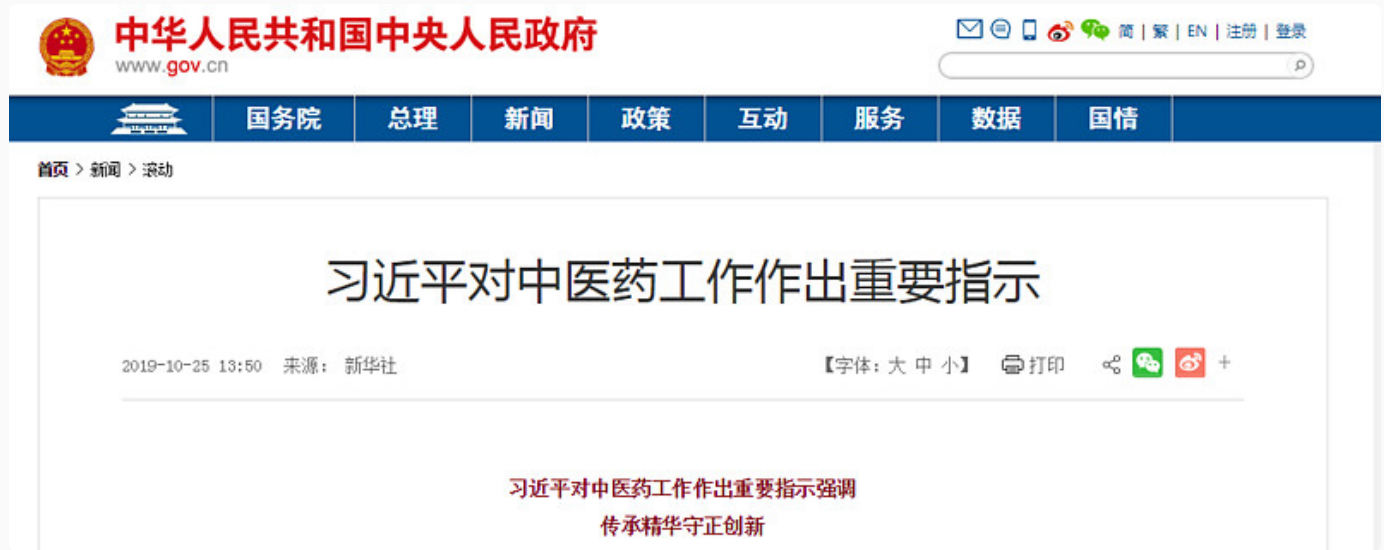 中华人民共和国中央人民政府
www.gov.cn
简 | 繁 | EN | 注册 | 登录
国务院 总理 新闻 政策 互动 服务 数据 国情
首页 > 新闻 > 滚动
习近平对中医药工作作出重要指示
2019-10-25 13:50 来源: 新华社 【字体: 大 中 小】 打印 +
习近平对中医药工作作出重要指示强调
传承精华守正创新